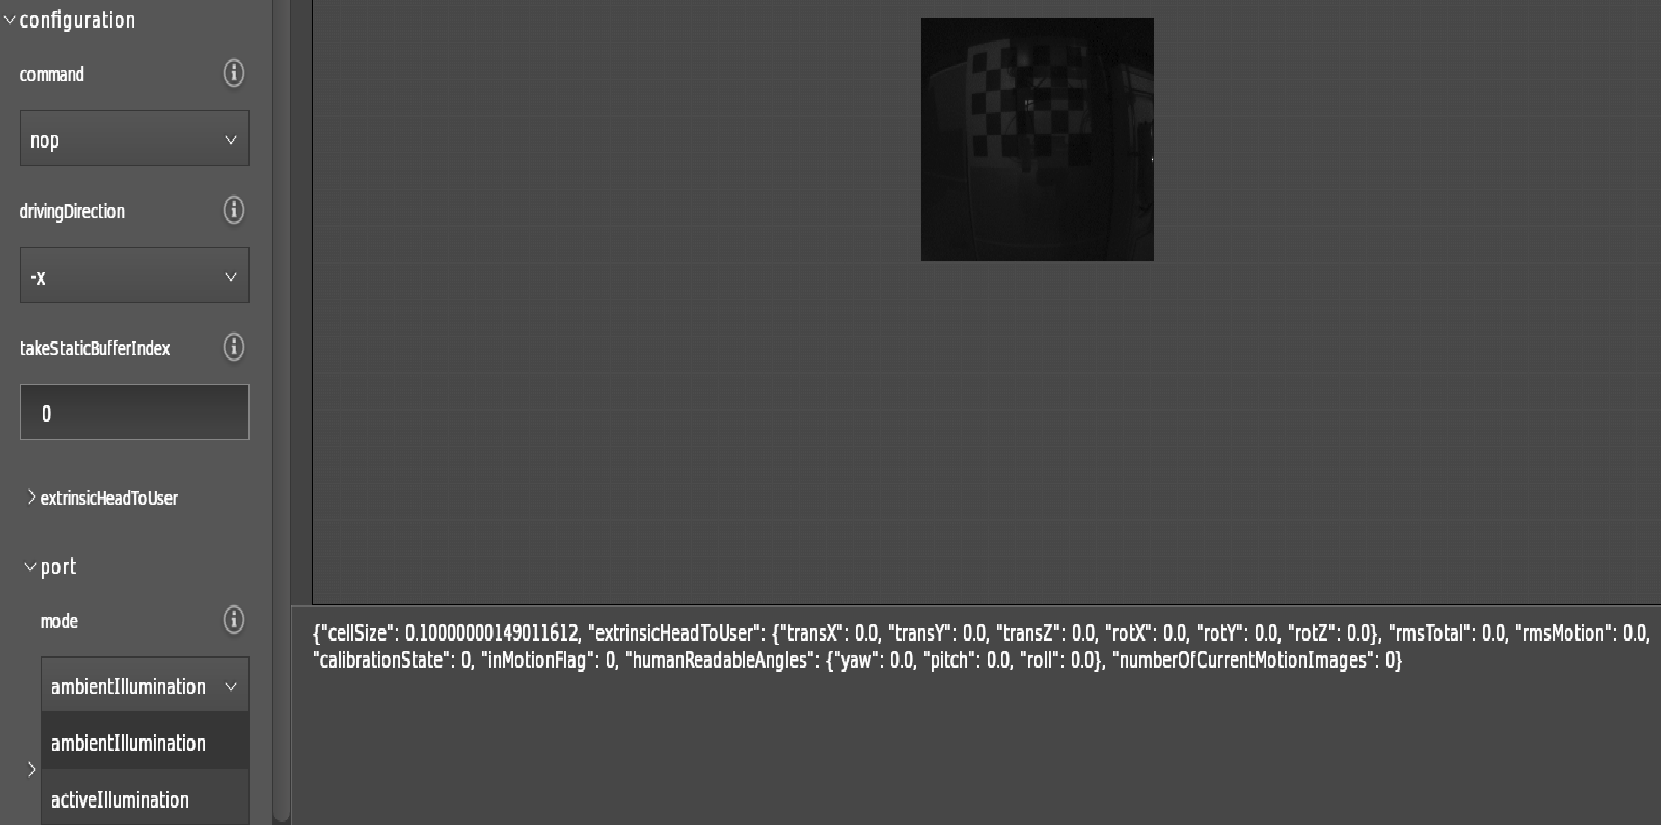 configuration
command
nop
drivingDirection
-x
takeStaticBufferIndex
0
extrinsicHeadToUser
port
mode
ambientIllumination
ambientIllumination
activeIllumination
{"cellSize": 0.10000000149011612, "extrinsicHeadToUser": {"transX": 0.0, "transY": 0.0, "transZ": 0.0, "rotX": 0.0, "rotY": 0.0, "rotZ": 0.0}, "rmsTotal": 0.0, "rmsMotion": 0.0,
"calibrationState": 0, "inMotionFlag": 0, "humanReadableAngles": {"yaw": 0.0, "pitch": 0.0, "roll": 0.0}, "numberOfCurrentMotionImages": 0}